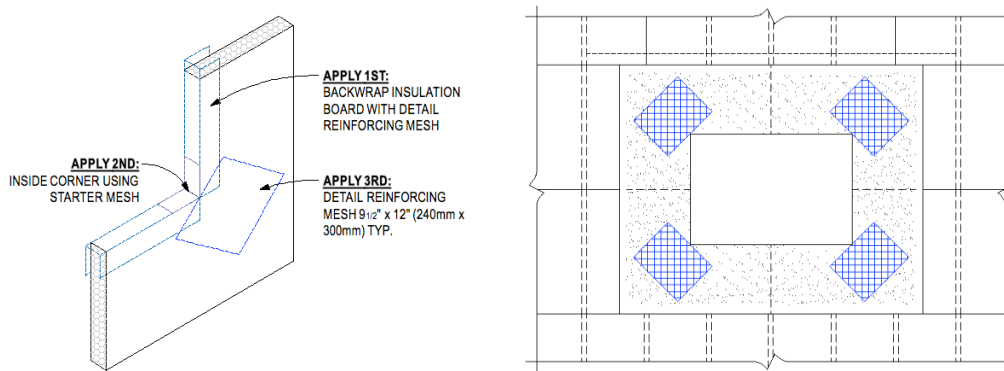 APPLY 1ST:
BACKWRAP INSULATION
BOARD WITH DETAIL
REINFORCING MESH
APPLY 2ND:
INSIDE CORNER USING
STARTER MESH
APPLY 3RD:
DETAIL REINFORCING
MESH 9 1/2" x 12" (240mm x
300mm) TYP.